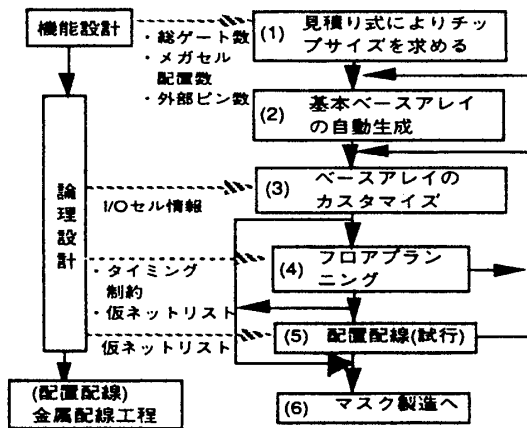 機能設計
・総ゲート数
・メガセル
配置数
・外部ピン数
論理設計
I/Oセル情報
・タイミング
制約
・仮ネットリスト
仮ネットリスト
(配置配線)
金属配線工程
(1) 見積り式によりチッ
プサイズを求める
(2) 基本ベースアレイ
の自動生成
(3) ベースアレイの
カスタマイズ
(4) フロアプラン
ニング
(5) 配置配線(試行)
(6) マスク製造へ